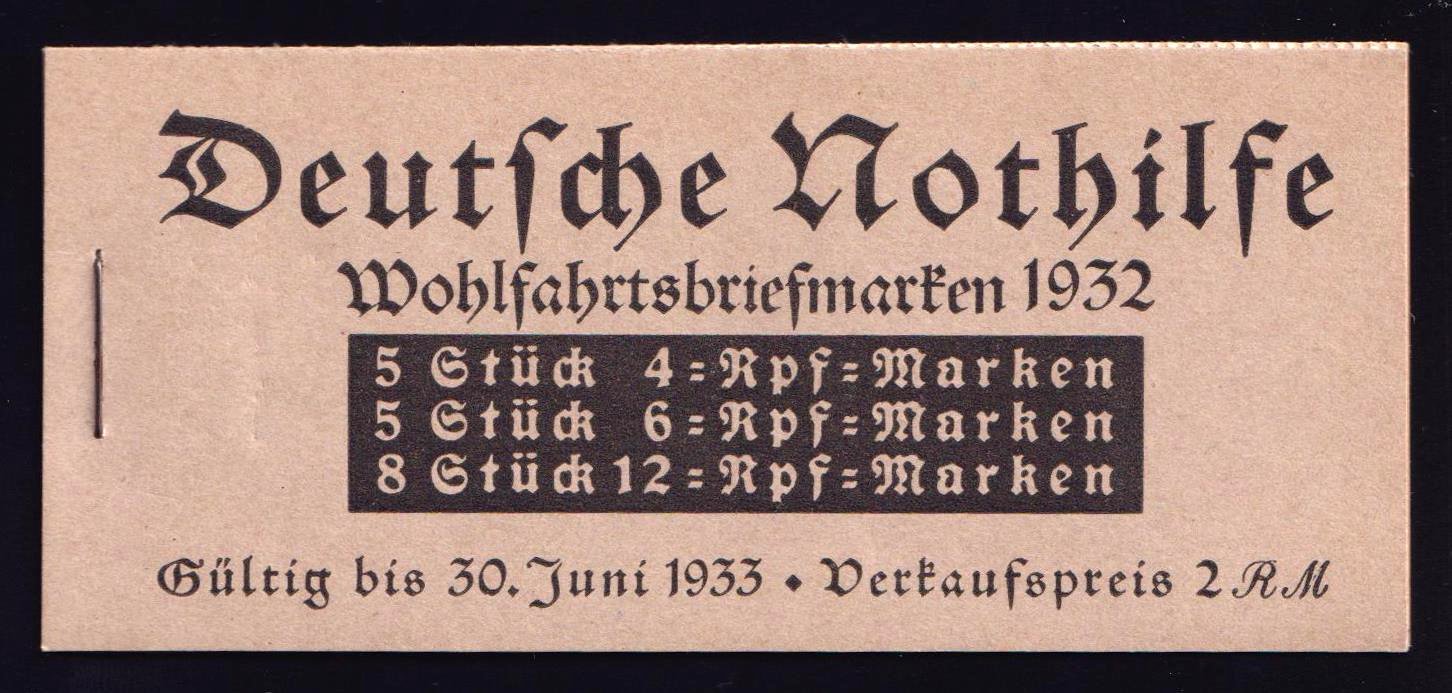 Deutſche Nothilfe
Wohlfahrtsbriefmarken 1932
5 Stück 4=Rpf=Marken
5 Stück 6=Rpf=Marken
8 Stück 12=Rpf=Marken
Gültig bis 30. Juni 1933 • Verkaufspreis 2 RM